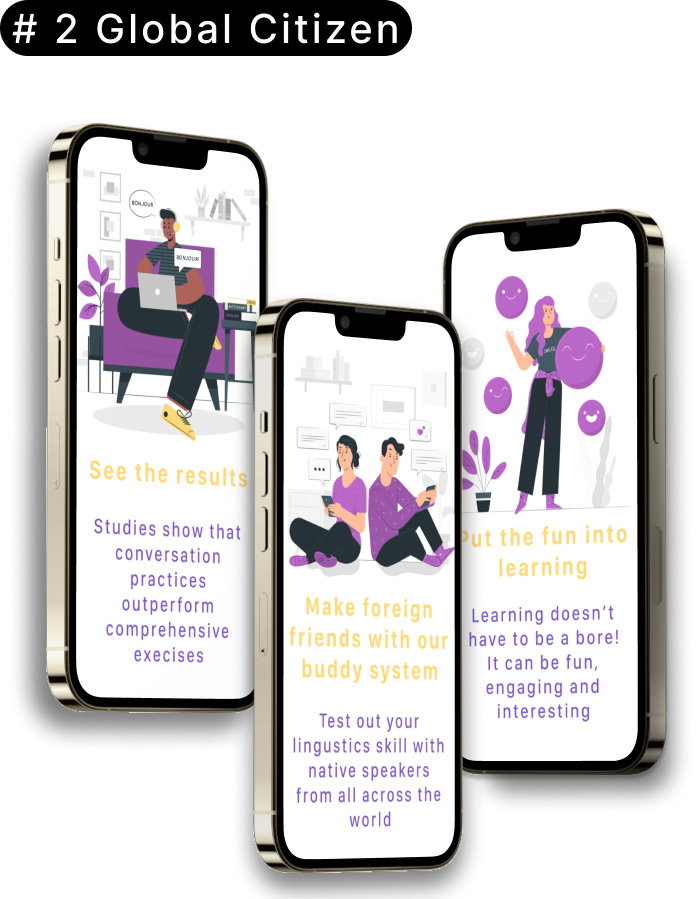 # 2 Global Citizen
BONJOUR
BONJOUR!
See the results
Studies show that
conversation
practices
outperform
comprehensive
execises
Make foreign
friends with our
buddy system
Test out your
lingustics skill with
native speakers
from all across the
world
Put the fun into
learning
Learning doesn't
have to be a bore!
It can be fun,
engaging and
interesting